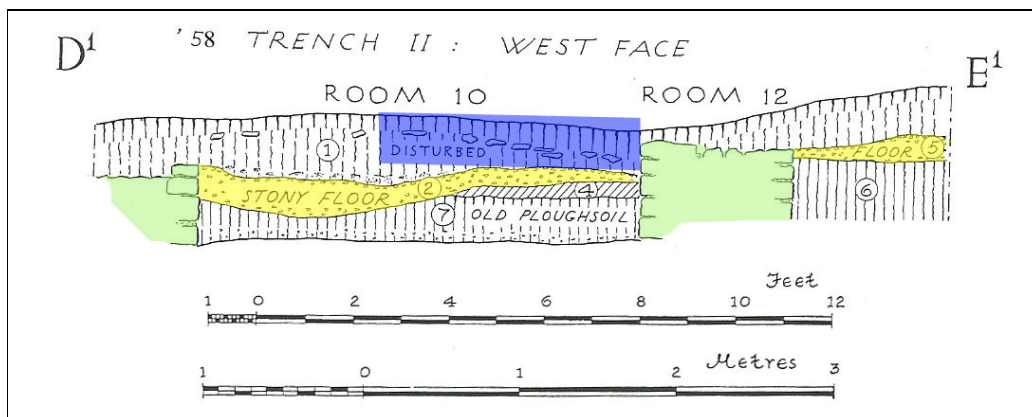 D¹ '58 TRENCH II : WEST FACE E¹
ROOM 10 ROOM 12
① DISTURBED FLOOR ⑤
STONY FLOOR ② ④ ⑥
⑦ OLD PLOUGHSOIL
Feet
1 0 2 4 6 8 10 12
Metres
1 0 1 2 3